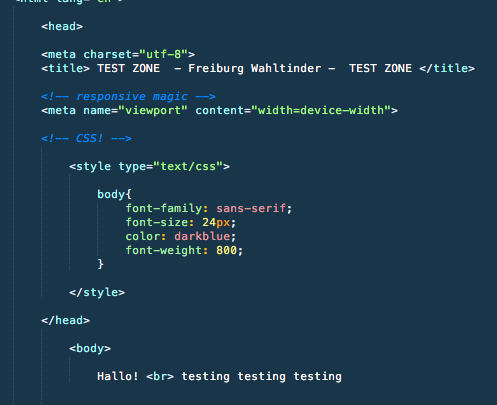 <html lang="en">
<head>
<meta charset="utf-8">
<title> TEST ZONE  - Freiburg Wahltinder -  TEST ZONE </title>
<!-- responsive magic -->
<meta name="viewport" content="width=device-width">
<!-- CSS! -->
<style type="text/css">
body{
font-family: sans-serif;
font-size: 24px;
color: darkblue;
font-weight: 800;
}
</style>
</head>
<body>
Hallo! <br> testing testing testing